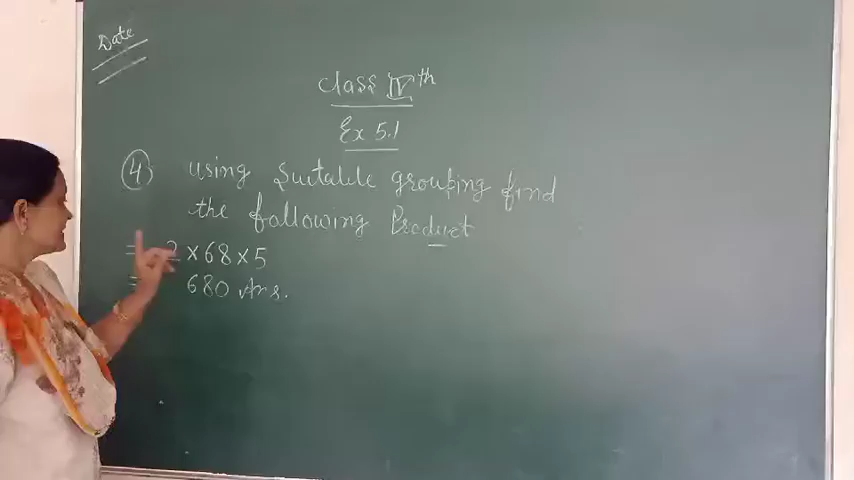 Date
Class IVth
Ex 5.1
4 using Suitable grouping find
the following Product
= 2 × 68 × 5
= 680 Ans.